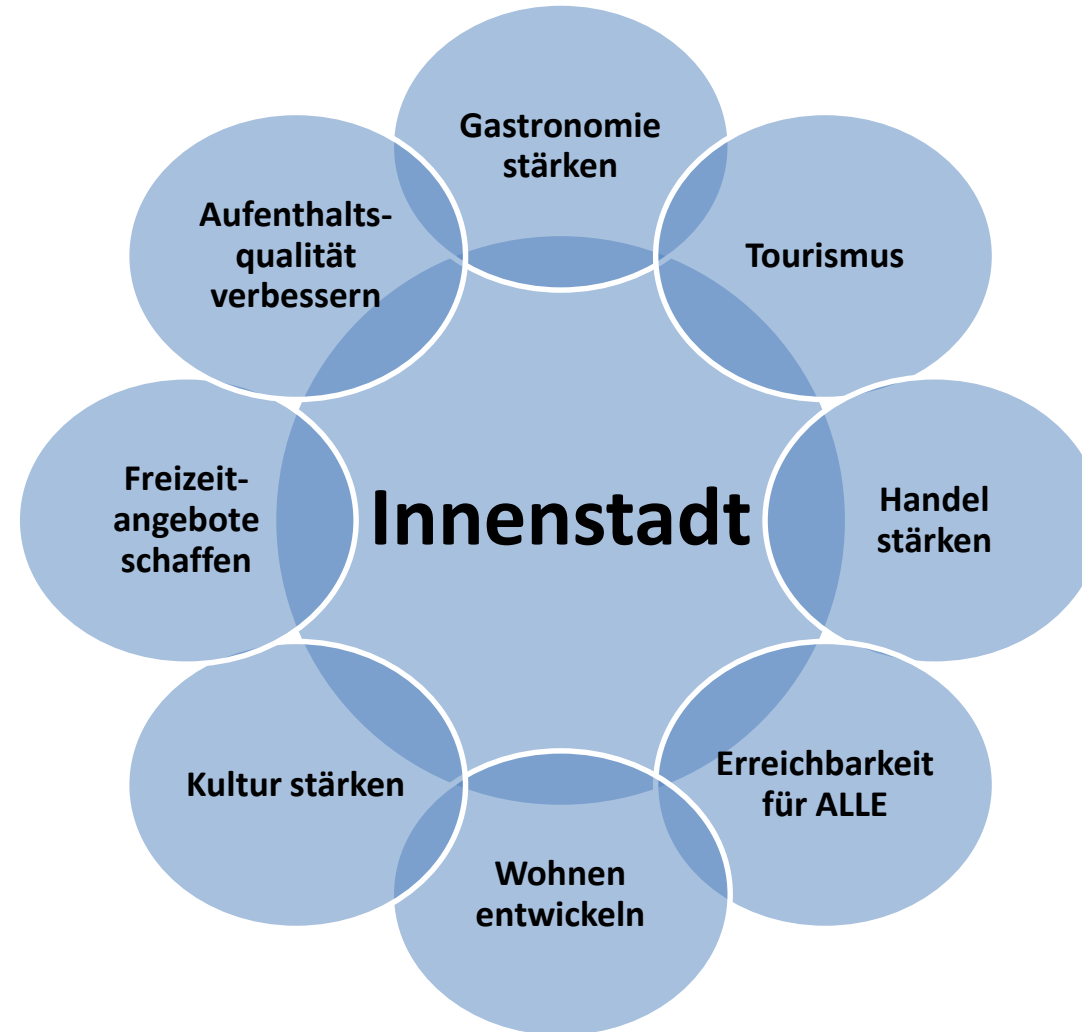 Gastronomie
stärken
Aufenthalts-
qualität
verbessern
Tourismus
Freizeit-
angebote
schaffen
Innenstadt
Handel
stärken
Kultur stärken
Erreichbarkeit
für ALLE
Wohnen
entwickeln